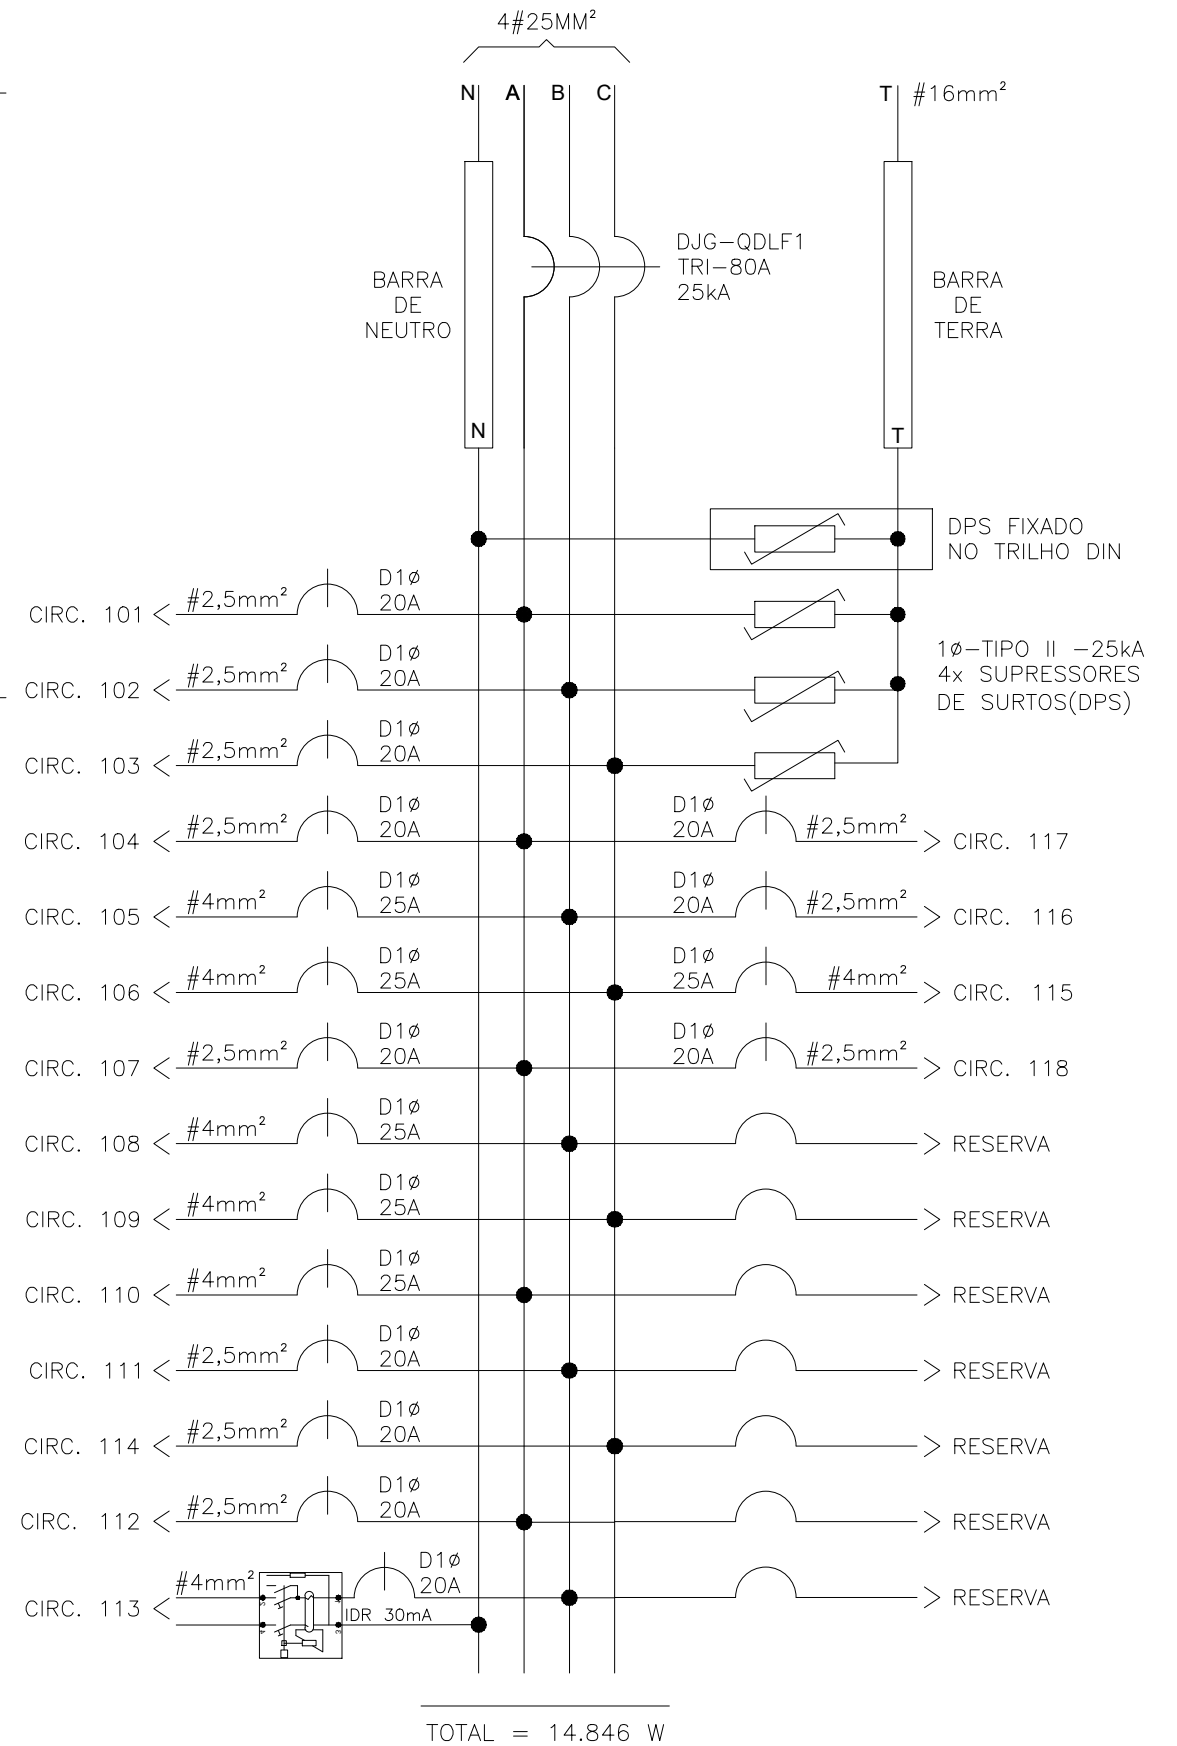 4#25MM²
N A B C
T #16mm²
DJG-QDLF1
TRI-80A
25kA
BARRA
DE
NEUTRO
BARRA
DE
TERRA
N
T
DPS FIXADO
NO TRILHO DIN
1ø-TIPO II -25kA
4x SUPRESSORES
DE SURTOS(DPS)
CIRC. 101 #2,5mm² D1ø
20A
CIRC. 102 #2,5mm² D1ø
20A
CIRC. 103 #2,5mm² D1ø
20A
CIRC. 104 #2,5mm² D1ø
20A
D1ø
20A #2,5mm² CIRC. 117
CIRC. 105 #4mm² D1ø
25A
D1ø
20A #2,5mm² CIRC. 116
CIRC. 106 #4mm² D1ø
25A
D1ø
25A #4mm² CIRC. 115
CIRC. 107 #2,5mm² D1ø
20A
D1ø
20A #2,5mm² CIRC. 118
CIRC. 108 #4mm² D1ø
25A
RESERVA
CIRC. 109 #4mm² D1ø
25A
RESERVA
CIRC. 110 #4mm² D1ø
25A
RESERVA
CIRC. 111 #2,5mm² D1ø
20A
RESERVA
CIRC. 114 #2,5mm² D1ø
20A
RESERVA
CIRC. 112 #2,5mm² D1ø
20A
RESERVA
CIRC. 113 #4mm² D1ø
20A
IDR 30mA
RESERVA
TOTAL = 14.846 W